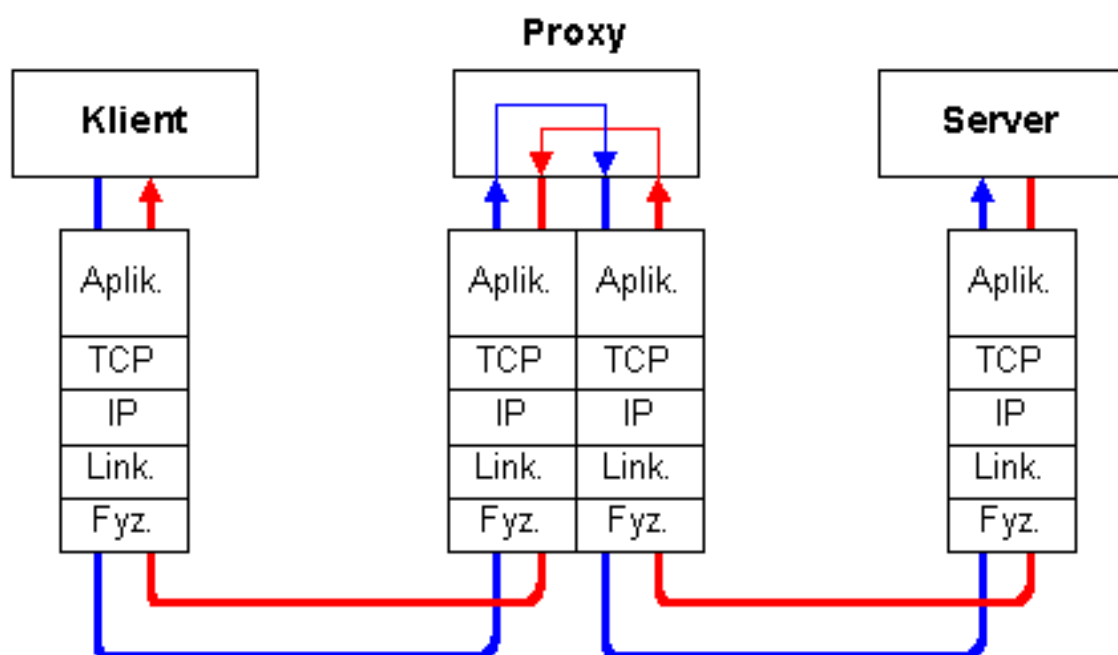 Proxy
Klient
Server
Aplik.
Aplik.
Aplik.
Aplik.
TCP
TCP
TCP
TCP
IP
IP
IP
IP
Link.
Link.
Link.
Link.
Fyz.
Fyz.
Fyz.
Fyz.